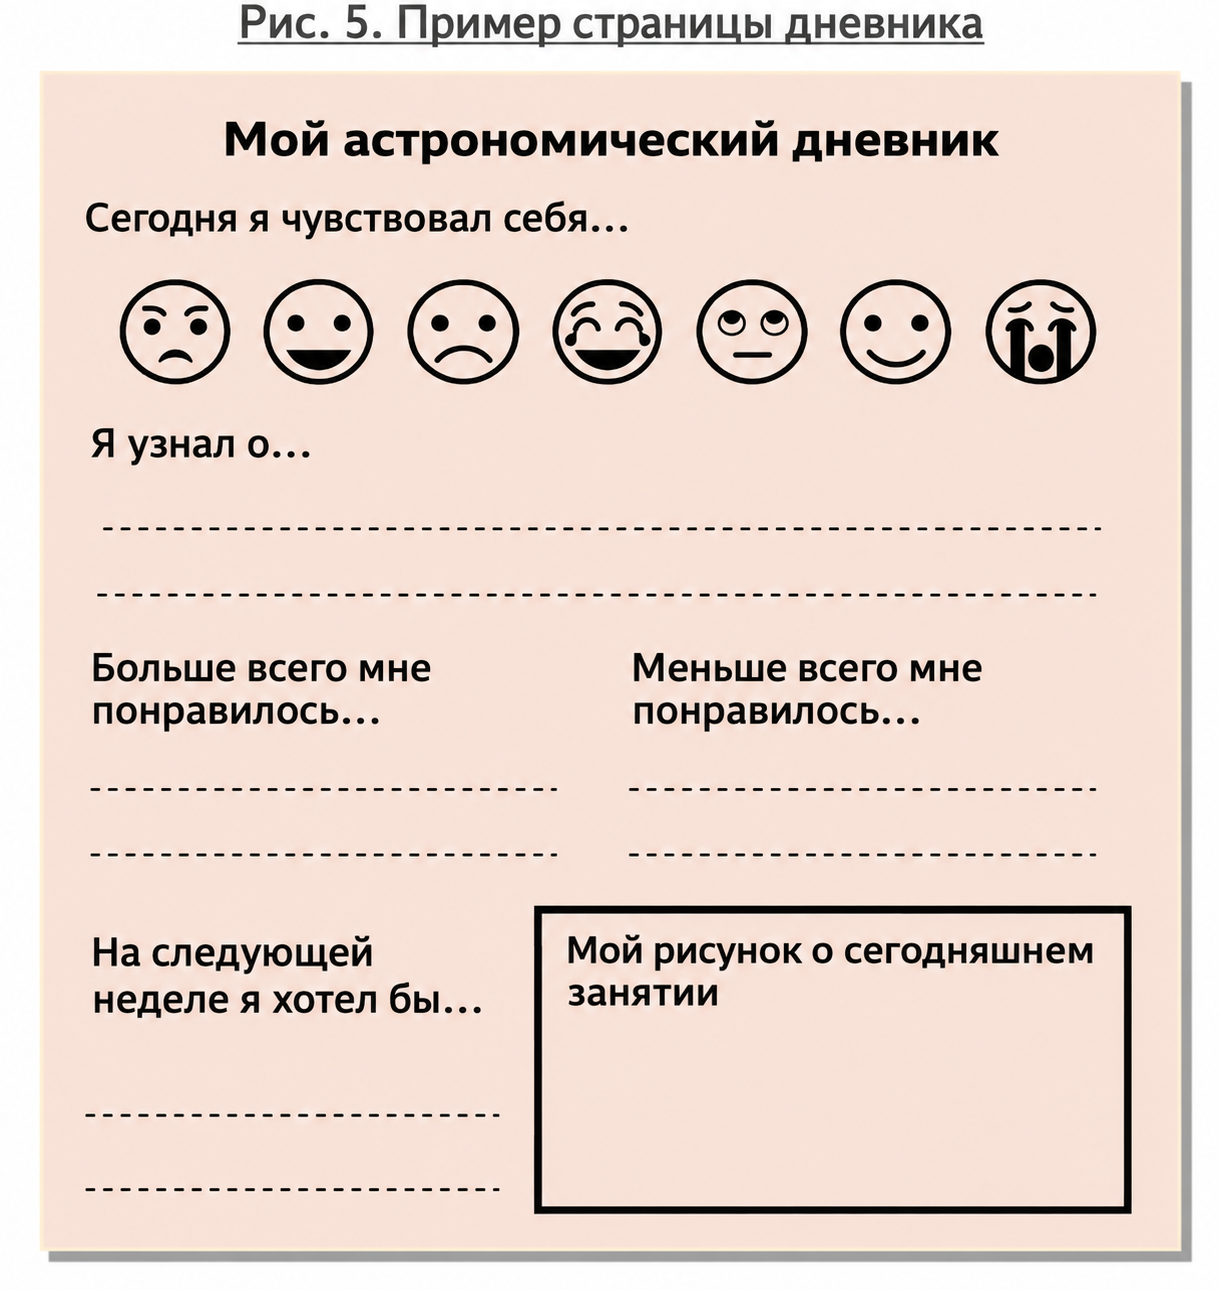 Рис. 5. Пример страницы дневника
Мой астрономический дневник
Сегодня я чувствовал себя...
Я узнал о...
Больше всего мне
понравилось...
Меньше всего мне
понравилось...
На следующей
неделе я хотел бы...
Мой рисунок о сегодняшнем
занятии